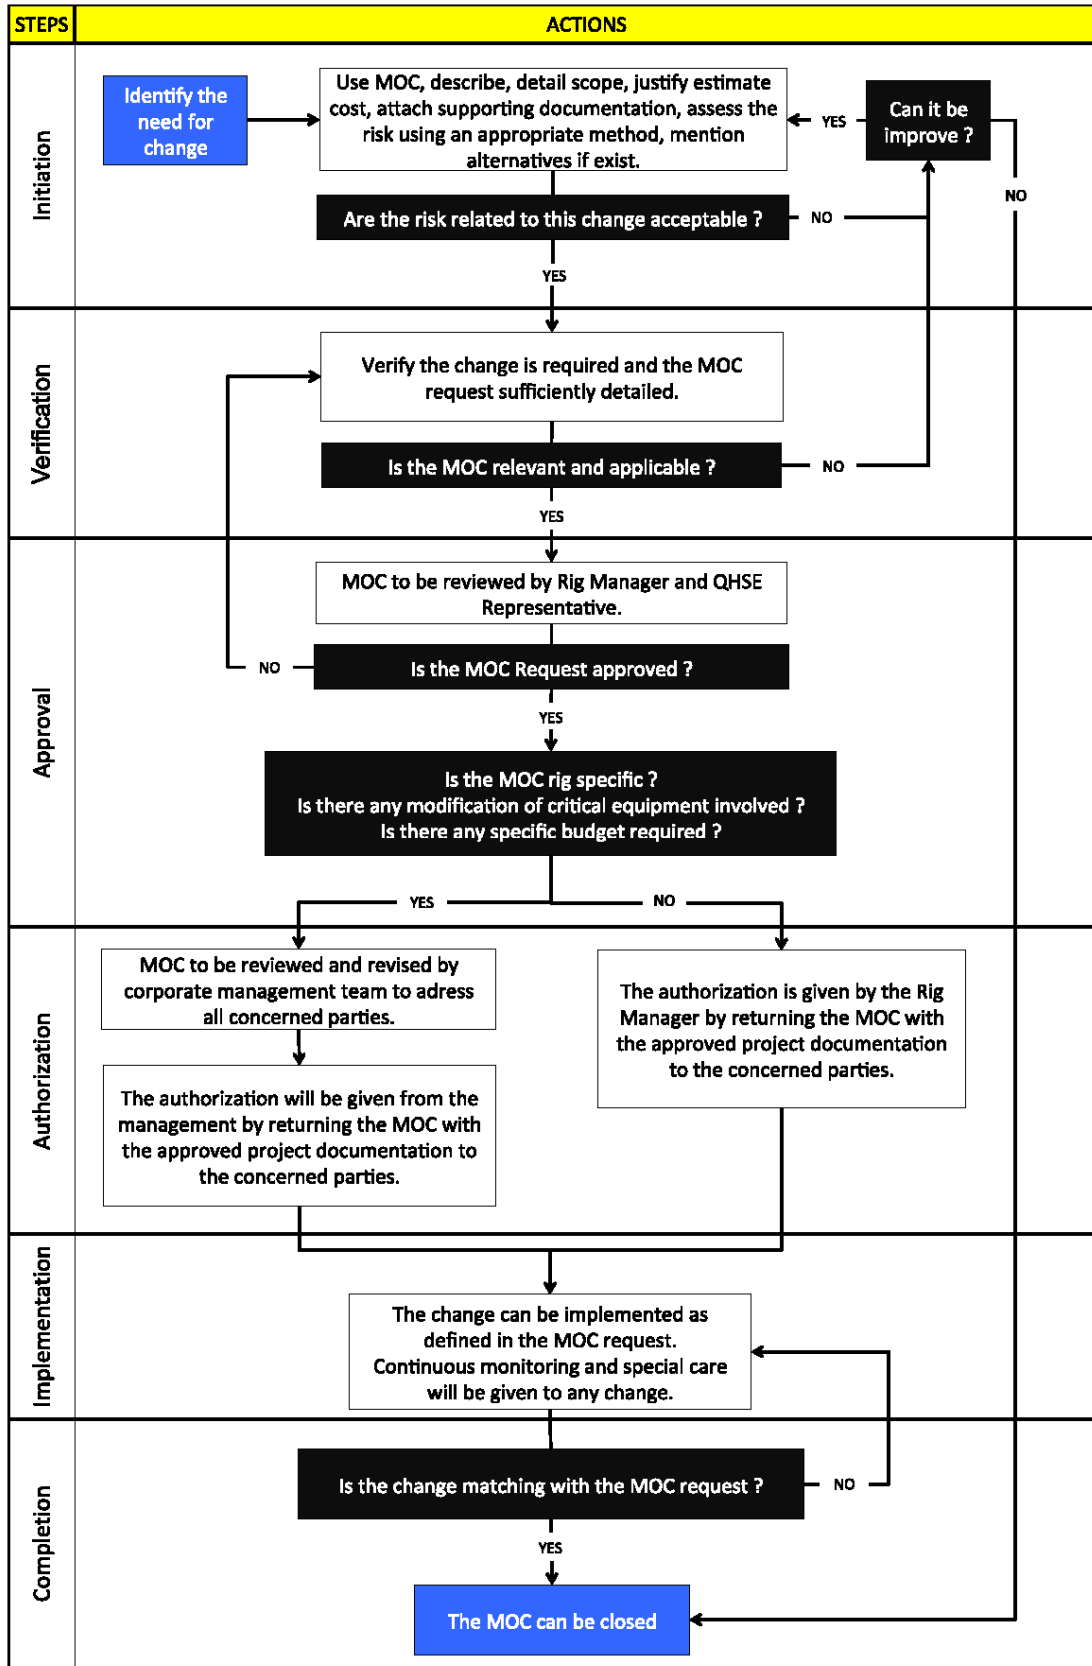 STEPS
ACTIONS
Initiation
Identify the
need for
change
Use MOC, describe, detail scope, justify estimate
cost, attach supporting documentation, assess the
risk using an appropriate method, mention
alternatives if exist.
YES
Can it be
improve ?
NO
Are the risk related to this change acceptable ?
NO
YES
Verification
Verify the change is required and the MOC
request sufficiently detailed.
Is the MOC relevant and applicable ?
NO
YES
Approval
MOC to be reviewed by Rig Manager and QHSE
Representative.
NO
Is the MOC Request approved ?
YES
Is the MOC rig specific ?
Is there any modification of critical equipment involved ?
Is there any specific budget required ?
YES
NO
Authorization
MOC to be reviewed and revised by
corporate management team to adress
all concerned parties.
The authorization will be given from the
management by returning the MOC with
the approved project documentation to
the concerned parties.
The authorization is given by the Rig
Manager by returning the MOC with
the approved project documentation
to the concerned parties.
Implementation
The change can be implemented as
defined in the MOC request.
Continuous monitoring and special care
will be given to any change.
Completion
Is the change matching with the MOC request ?
NO
YES
The MOC can be closed